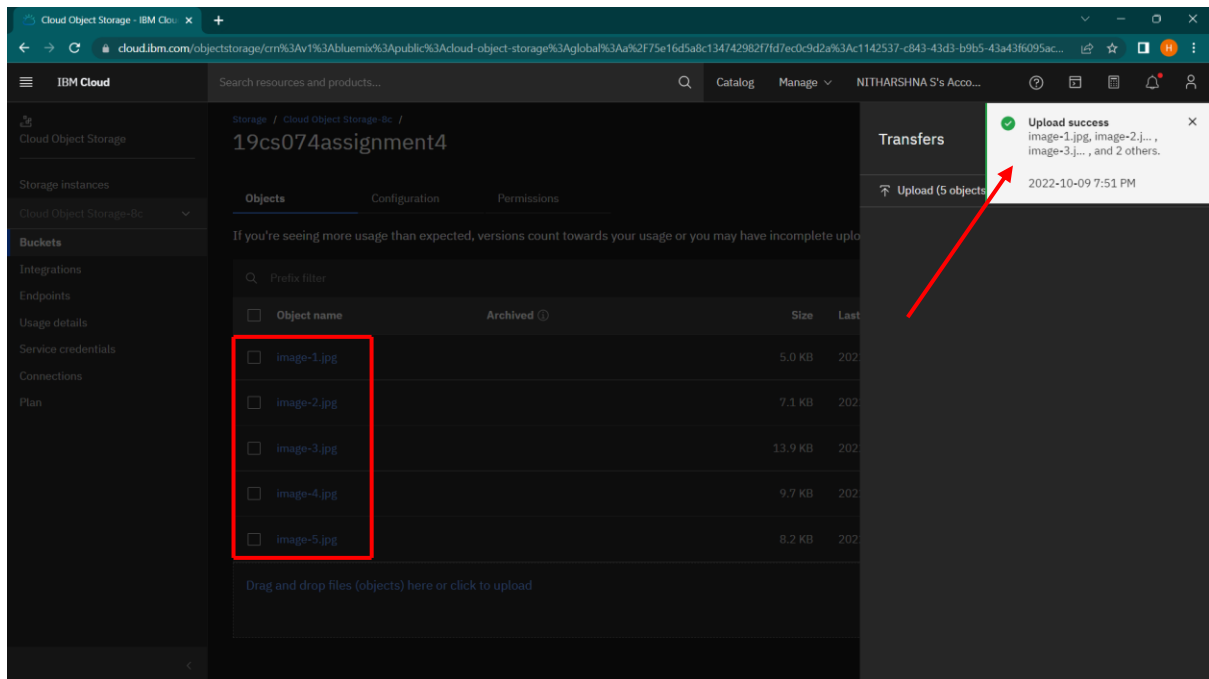 Cloud Object Storage - IBM Clou
cloud.ibm.com/objectstorage/crn%3Av1%3Abluemix%3Apublic%3Acloud-object-storage%3Aglobal%3Aa%2F75e16d5a8c134742982f7fd7ec0c9d2a%3Ac1142537-c843-43d3-b9b5-43a43f6095ac...
H
IBM Cloud
Search resources and products...
Catalog
Manage
NITHARSHNA S's Acco...
Cloud Object Storage
Storage instances
Cloud Object Storage-8c
Buckets
Integrations
Endpoints
Usage details
Service credentials
Connections
Plan
Storage / Cloud Object Storage-8c /
19cs074assignment4
Objects Configuration Permissions
If you're seeing more usage than expected, versions count towards your usage or you may have incomplete uplo
Prefix filter
Object name Archived Size Last
image-1.jpg 5.0 KB 202
image-2.jpg 7.1 KB 202
image-3.jpg 13.9 KB 202
image-4.jpg 9.7 KB 202
image-5.jpg 8.2 KB 202
Drag and drop files (objects) here or click to upload
Transfers
Upload (5 objects
Upload success
image-1.jpg, image-2.j... ,
image-3.j... , and 2 others.
2022-10-09 7:51 PM